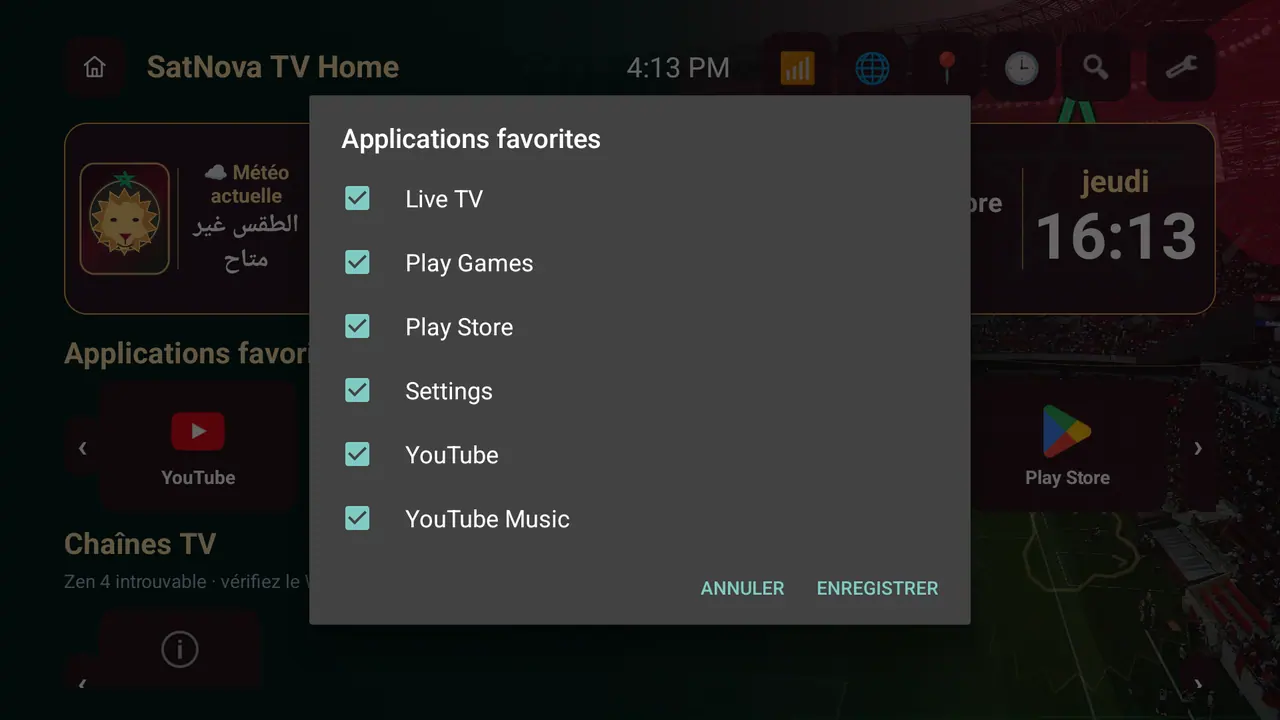 SatNova TV Home
4:13 PM
Applications favorites
Live TV
Play Games
Play Store
Settings
YouTube
YouTube Music
ANNULER
ENREGISTRER
☁️ Météo
actuelle
الطقس غير
متاح
jeudi
16:13
Applications favori
YouTube
Play Store
Chaînes TV
Zen 4 introuvable · vérifiez le